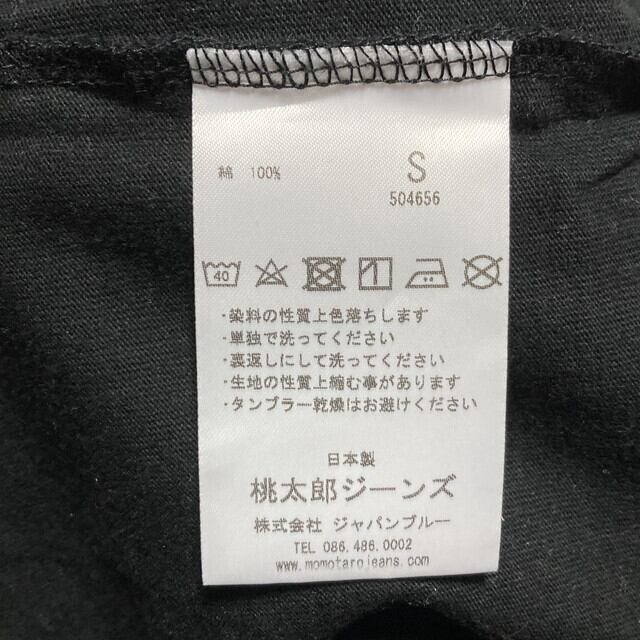 綿 100% S
504656
40
・染料の性質上色落ちします
・単独で洗ってください
・裏返しにして洗ってください
・生地の性質上縮む事があります
・タンブラー乾燥はお避けください
日本製
桃太郎ジーンズ
株式会社 ジャパンブルー
TEL 086.486.0002
www.momotarojeans.com